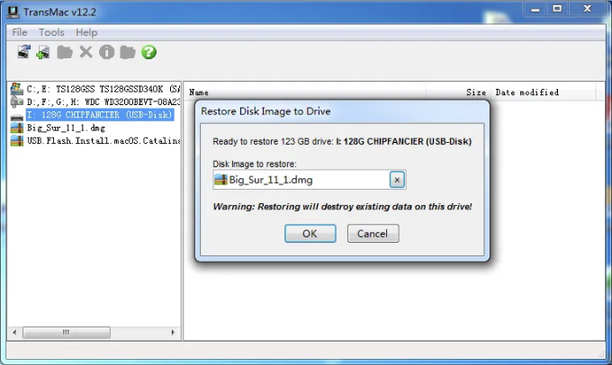 TransMac v12.2
File Tools Help
C:,E: TS128GSS TS128GSSD340K (SA
D:,F:,G:,H: WDC WD3200BEVT-08A23
I: 128G CHIPFANCIER (USB-Disk)
Big_Sur_11_1.dmg
USB.Flash.Install.macOS.Catalina
Name Size Date modified
Restore Disk Image to Drive
Ready to restore 123 GB drive: I: 128G CHIPFANCIER (USB-Disk)
Disk Image to restore:
Big_Sur_11_1.dmg
Warning: Restoring will destroy existing data on this drive!
OK Cancel